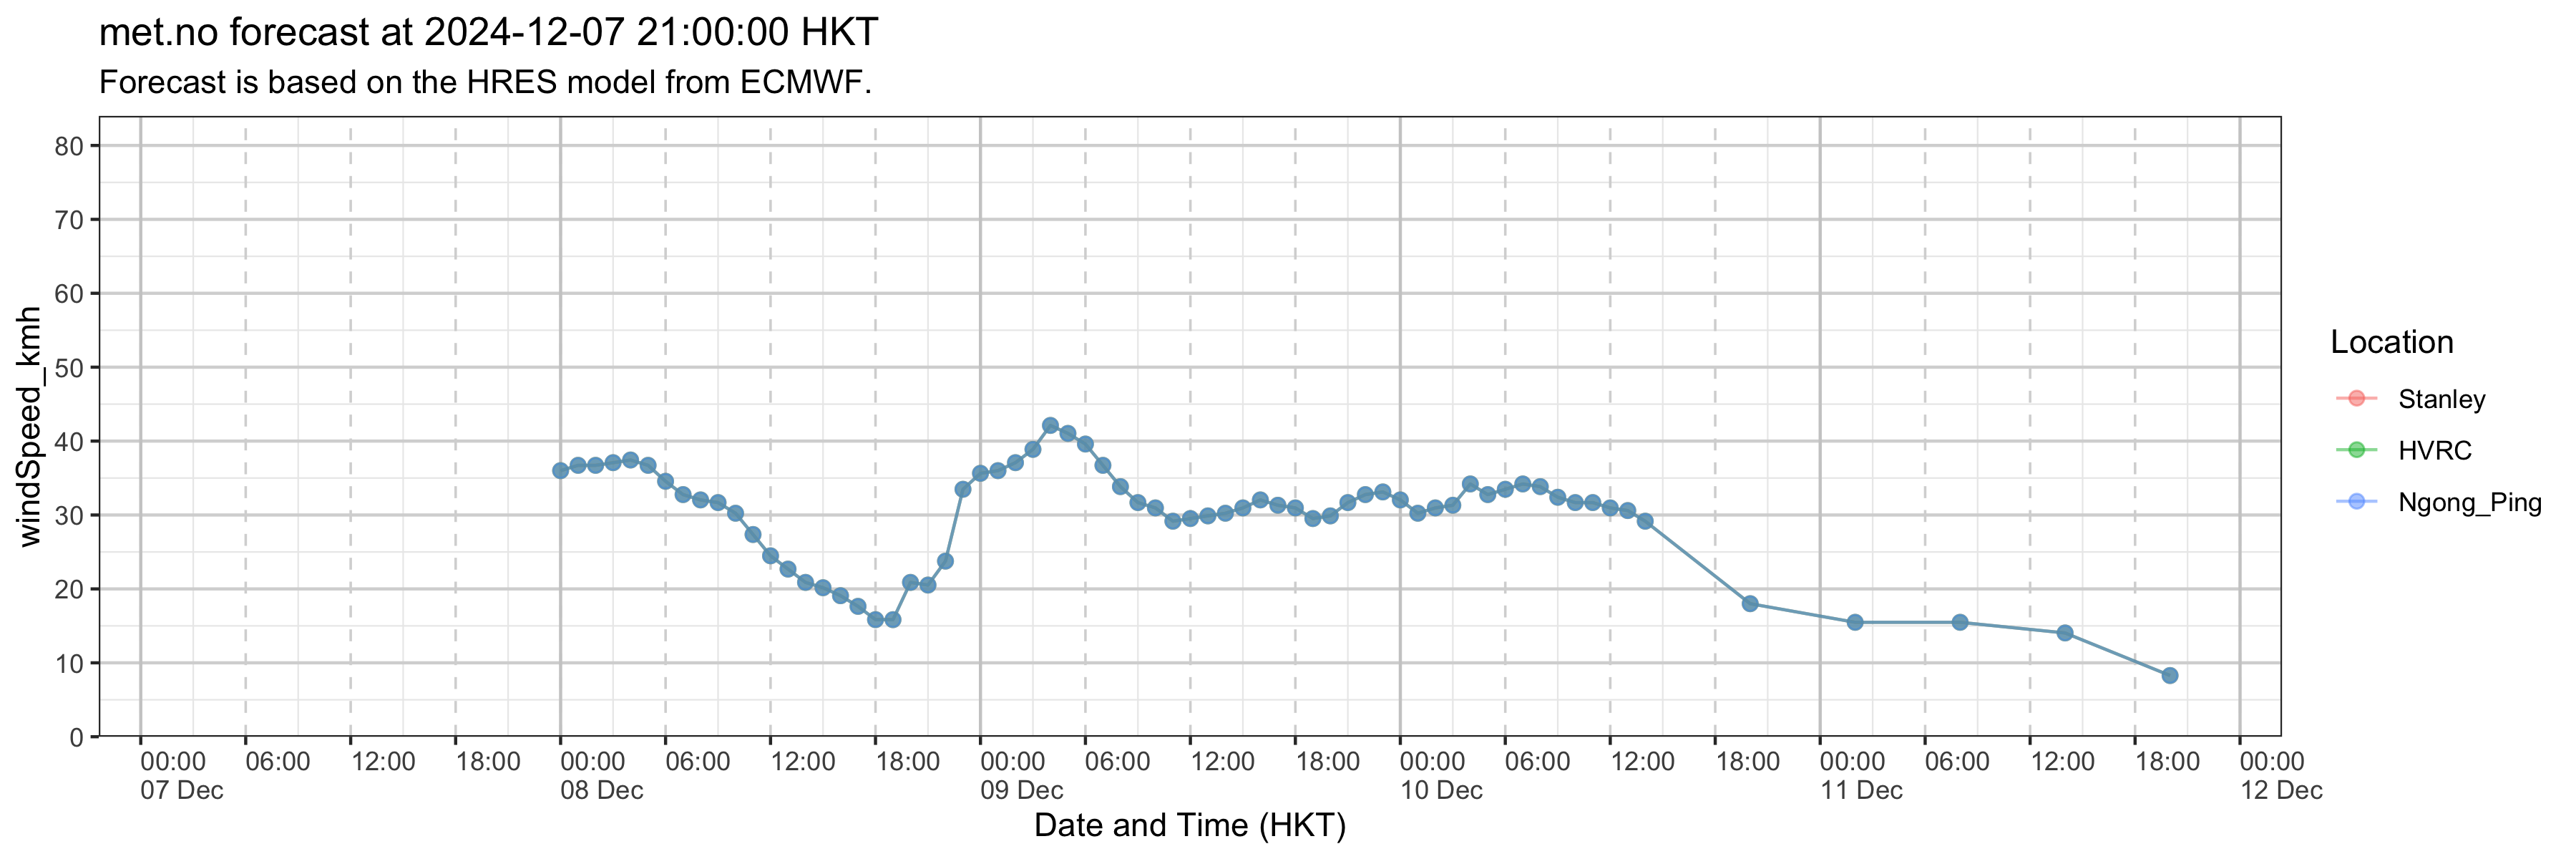 met.no forecast at 2024-12-07 21:00:00 HKT
Forecast is based on the HRES model from ECMWF.
windSpeed_kmh
80
70
60
50
40
30
20
10
0
00:00 06:00 12:00 18:00 00:00 06:00 12:00 18:00 00:00 06:00 12:00 18:00 00:00 06:00 12:00 18:00 00:00 06:00 12:00 18:00 00:00
07 Dec 08 Dec 09 Dec 10 Dec 11 Dec 12 Dec
Date and Time (HKT)
Location
Stanley
HVRC
Ngong_Ping